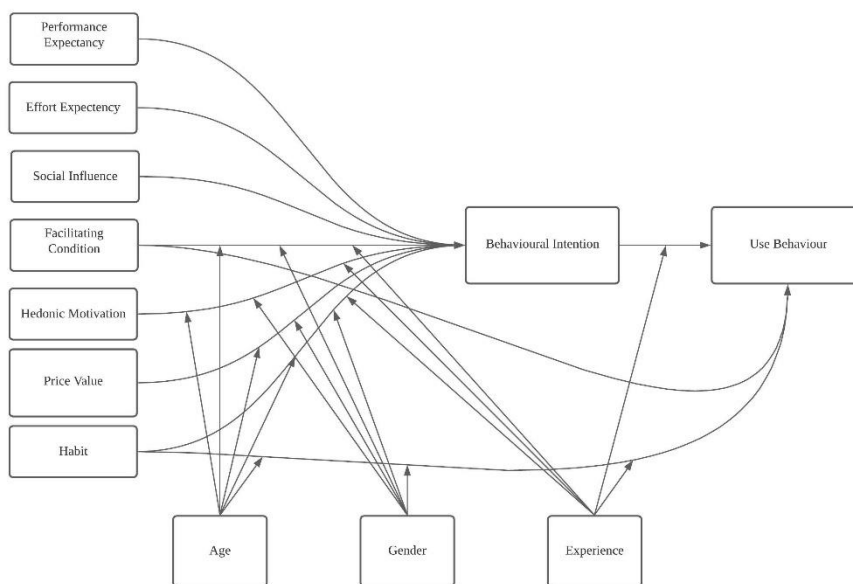 Performance
Expectancy
Effort Expectency
Social Influence
Facilitating
Condition
Behavioural Intention
Use Behaviour
Hedonic Motivation
Price Value
Habit
Age
Gender
Experience